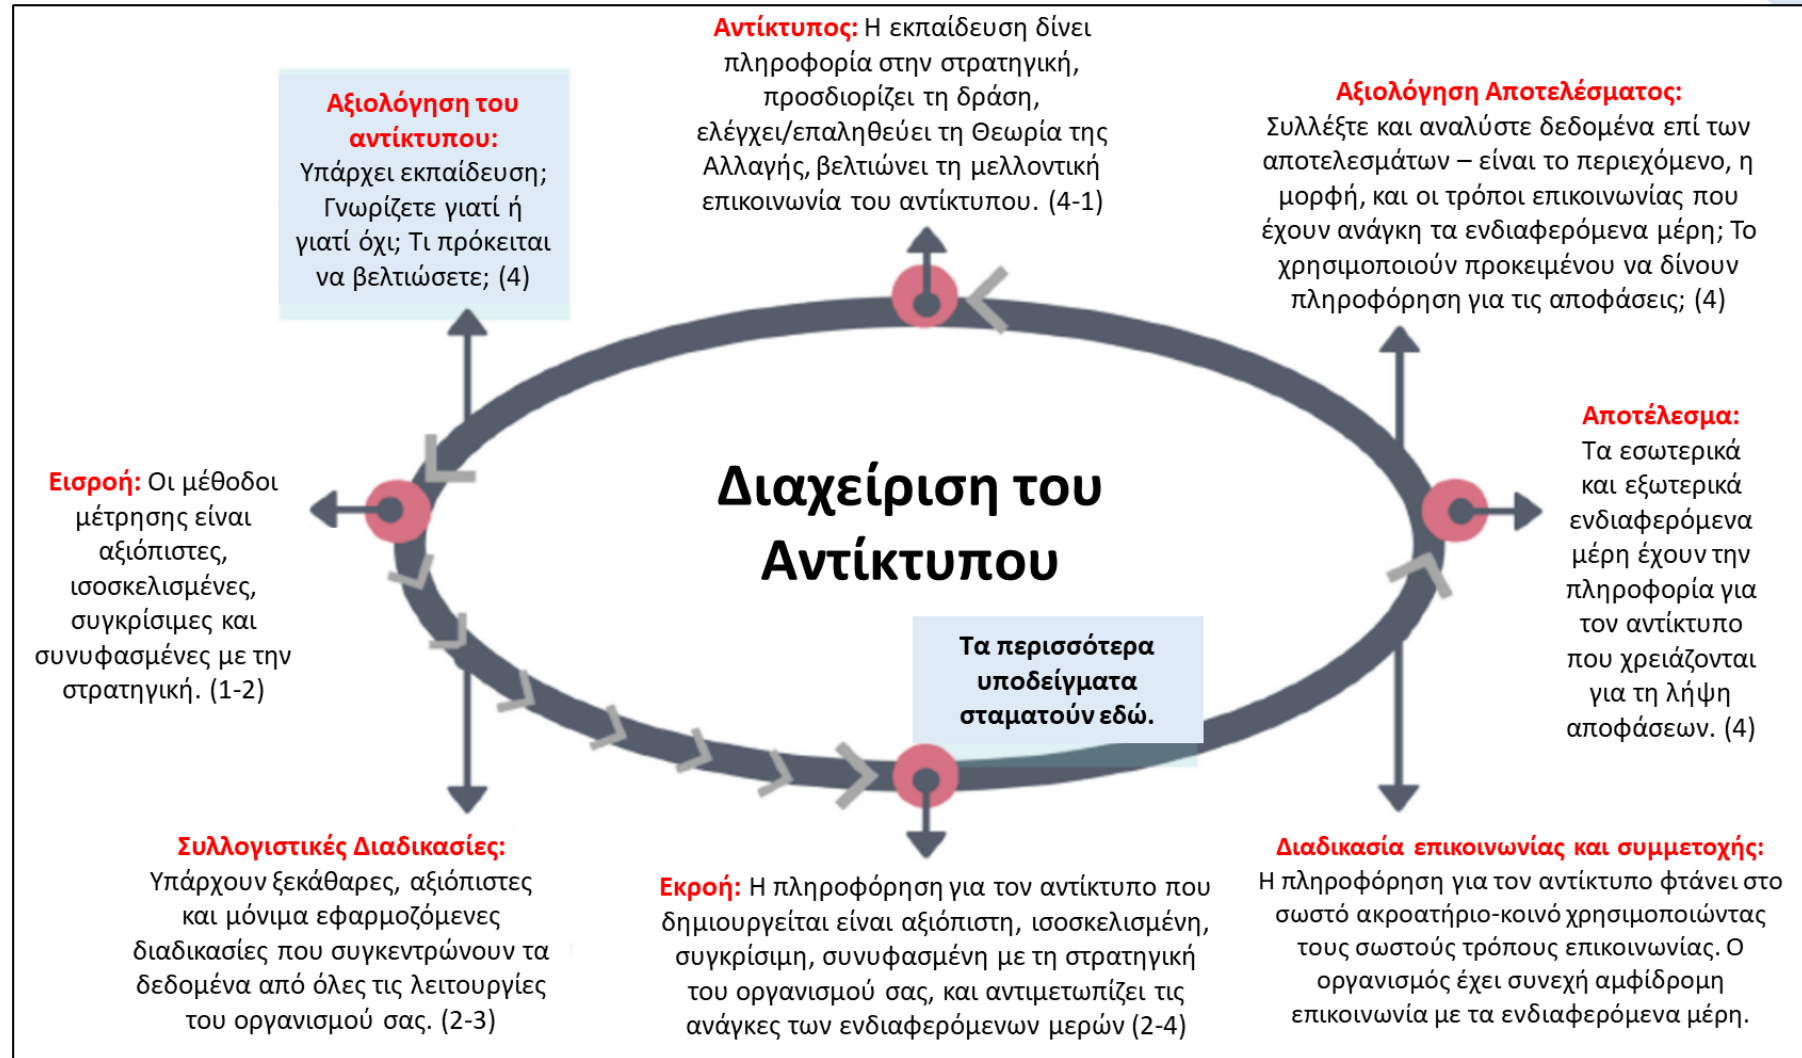 Αντίκτυπος: Η εκπαίδευση δίνει
πληροφορία στην στρατηγική,
προσδιορίζει τη δράση,
ελέγχει/επαληθεύει τη Θεωρία της
Αλλαγής, βελτιώνει τη μελλοντική
επικοινωνία του αντίκτυπου. (4-1)
Αξιολόγηση του
αντίκτυπου:
Υπάρχει εκπαίδευση;
Γνωρίζετε γιατί ή
γιατί όχι; Τι πρόκειται
να βελτιώσετε; (4)
Αξιολόγηση Αποτελέσματος:
Συλλέξτε και αναλύστε δεδομένα επί των
αποτελεσμάτων – είναι το περιεχόμενο, η
μορφή, και οι τρόποι επικοινωνίας που
έχουν ανάγκη τα ενδιαφερόμενα μέρη; Το
χρησιμοποιούν προκειμένου να δίνουν
πληροφόρηση για τις αποφάσεις; (4)
Εισροή: Οι μέθοδοι
μέτρησης είναι
αξιόπιστες,
ισοσκελισμένες,
συγκρίσιμες και
συνυφασμένες με την
στρατηγική. (1-2)
Διαχείριση του
Αντίκτυπου
Αποτέλεσμα:
Τα εσωτερικά
και εξωτερικά
ενδιαφερόμενα
μέρη έχουν την
πληροφορία για
τον αντίκτυπο
που χρειάζονται
για τη λήψη
αποφάσεων. (4)
Τα περισσότερα
υποδείγματα
σταματούν εδώ.
Συλλογιστικές Διαδικασίες:
Υπάρχουν ξεκάθαρες, αξιόπιστες
και μόνιμα εφαρμοζόμενες
διαδικασίες που συγκεντρώνουν τα
δεδομένα από όλες τις λειτουργίες
του οργανισμού σας. (2-3)
Εκροή: Η πληροφόρηση για τον αντίκτυπο που
δημιουργείται είναι αξιόπιστη, ισοσκελισμένη,
συγκρίσιμη, συνυφασμένη με τη στρατηγική
του οργανισμού σας, και αντιμετωπίζει τις
ανάγκες των ενδιαφερόμενων μερών (2-4)
Διαδικασία επικοινωνίας και συμμετοχής:
Η πληροφόρηση για τον αντίκτυπο φτάνει στο
σωστό ακροατήριο-κοινό χρησιμοποιώντας
τους σωστούς τρόπους επικοινωνίας. Ο
οργανισμός έχει συνεχή αμφίδρομη
επικοινωνία με τα ενδιαφερόμενα μέρη.